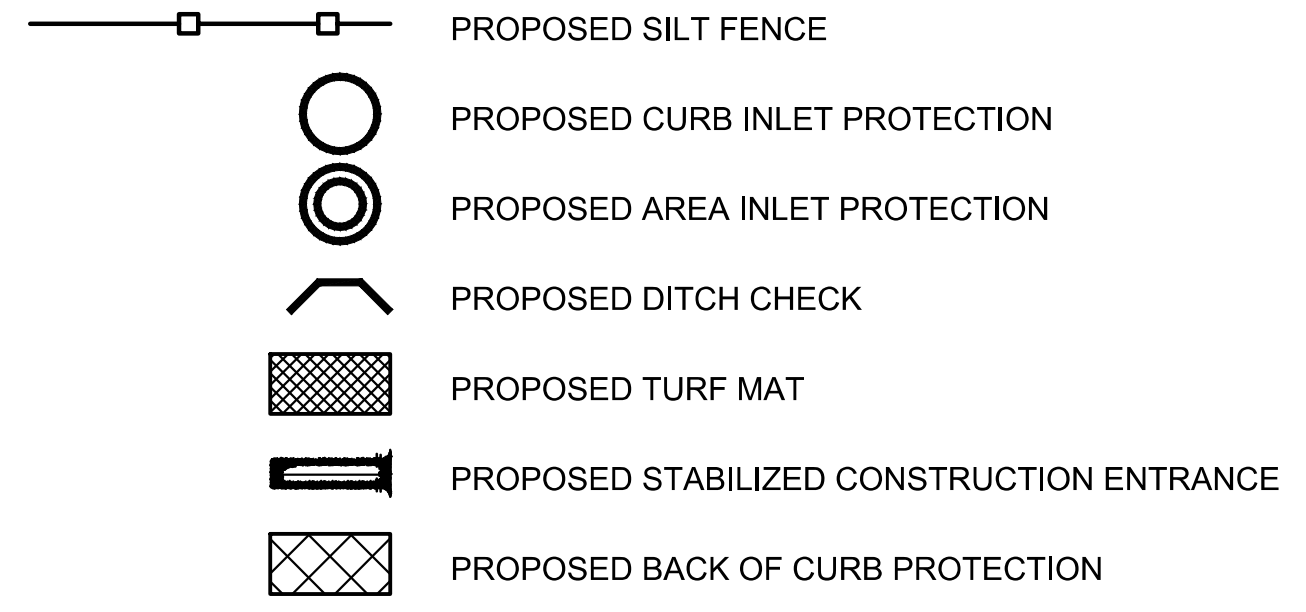 PROPOSED SILT FENCE
PROPOSED CURB INLET PROTECTION
PROPOSED AREA INLET PROTECTION
PROPOSED DITCH CHECK
PROPOSED TURF MAT
PROPOSED STABILIZED CONSTRUCTION ENTRANCE
PROPOSED BACK OF CURB PROTECTION